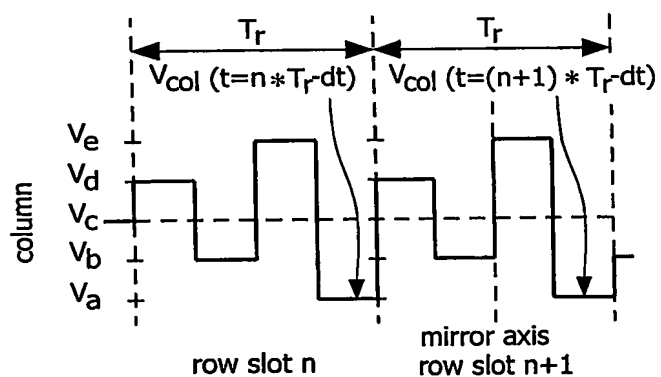 Tr Tr
Vcol (t=n*Tr-dt) Vcol (t=(n+1)*Tr-dt)
Ve
Vd
Vc
Vb
Va
column
mirror axis
row slot n row slot n+1